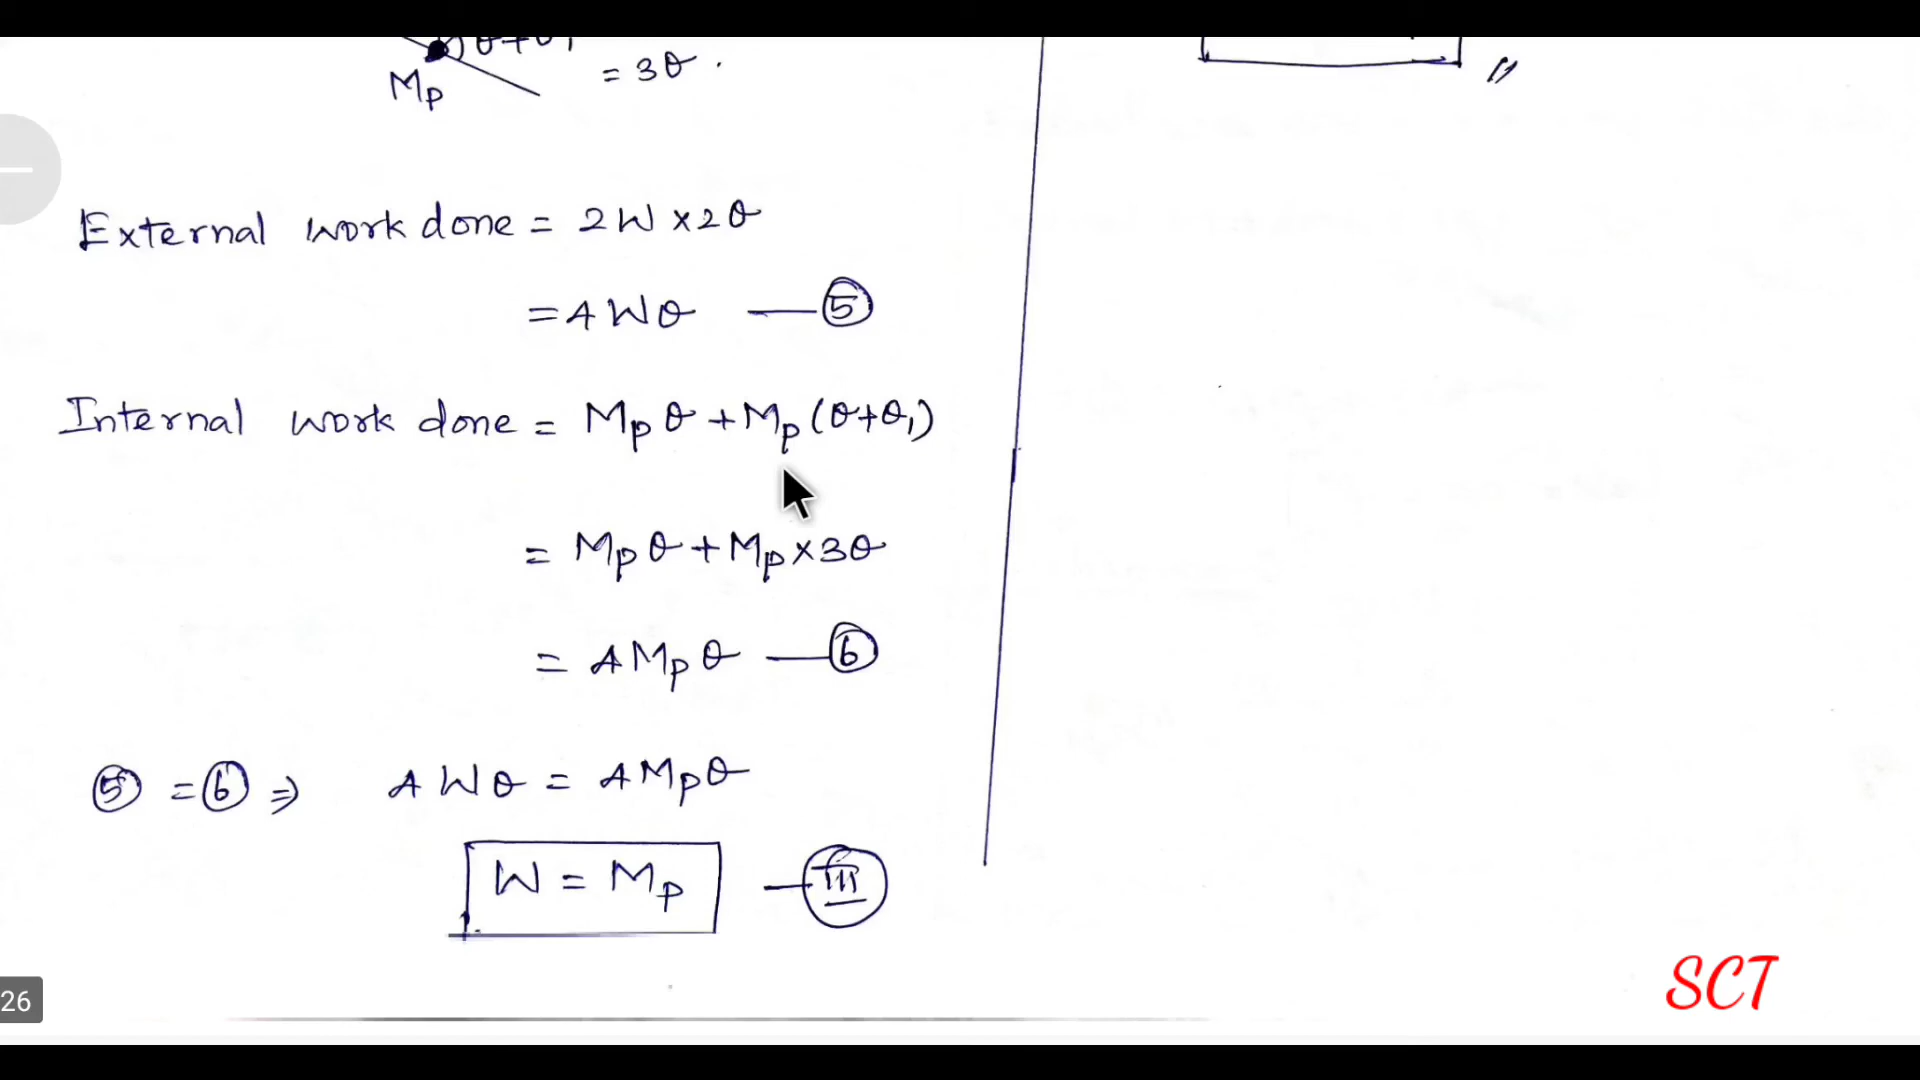 θ+θ₁
Mp
= 3θ .
External work done = 2W×2θ
= 4Wθ — ⑤
Internal work done = Mpθ + Mp(θ+θ₁)
= Mpθ + Mp×3θ
= 4Mpθ — ⑥
⑤ = ⑥ ⇒ 4Wθ = 4Mpθ
W = Mp — III
26
SCT